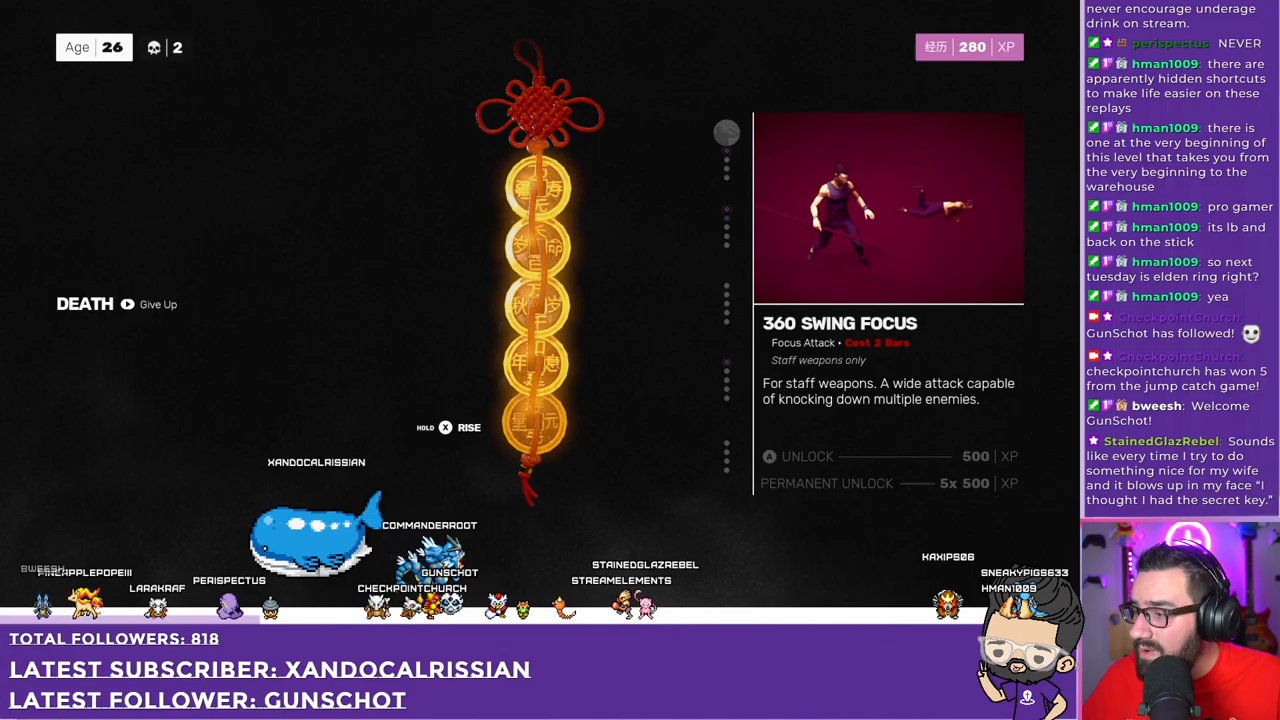 Age 26 2
经历 280 XP
DEATH Give Up
HOLD X RISE
360 SWING FOCUS
Focus Attack • Cost 2 Bars
Staff weapons only
For staff weapons. A wide attack capable
of knocking down multiple enemies.
A UNLOCK 500 | XP
PERMANENT UNLOCK 5x 500 | XP
XANDOCALRISSIAN
COMMANDERROOT
GUNSCHOT
CHECKPOINTCHURCH
BWEESH
LARAKRAF
PERISPECTUS
STAINEDGLAZREBEL
STREAMELEMENTS
KAXIPS06
SNEAKYPIGS633
HMAN1009
TOTAL FOLLOWERS: 818
LATEST SUBSCRIBER: XANDOCALRISSIAN
LATEST FOLLOWER: GUNSCHOT
never encourage underage
drink on stream.
perispectus NEVER
hman1009: there are
apparently hidden shortcuts
to make life easier on these
replays
hman1009: there is
one at the very beginning of
this level that takes you from
the very beginning to the
warehouse
hman1009: pro gamer
hman1009: its lb and
back on the stick
hman1009: so next
tuesday is elden ring right?
hman1009: yea
CheckpointChurch
GunSchot has followed!
CheckpointChurch
checkpointchurch has won 5
from the jump catch game!
bweesh: Welcome
GunSchot!
StainedGlazRebel: Sounds
like every time I try to do
something nice for my wife
and it blows up in my face “I
thought I had the secret key.”